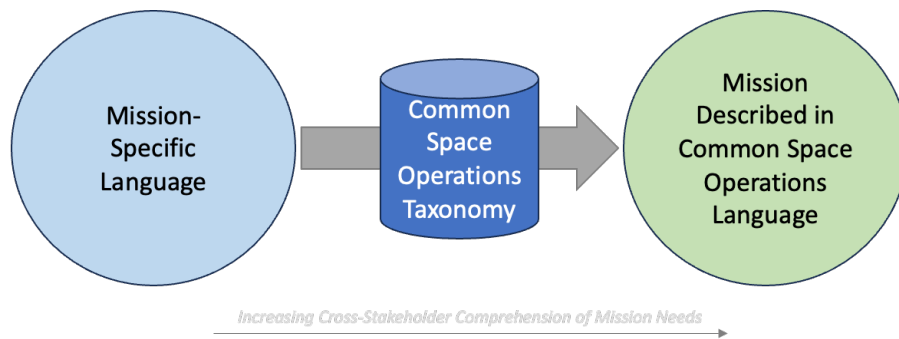 Mission-
Specific
Language
Common
Space
Operations
Taxonomy
Mission
Described in
Common Space
Operations
Language
Increasing Cross-Stakeholder Comprehension of Mission Needs